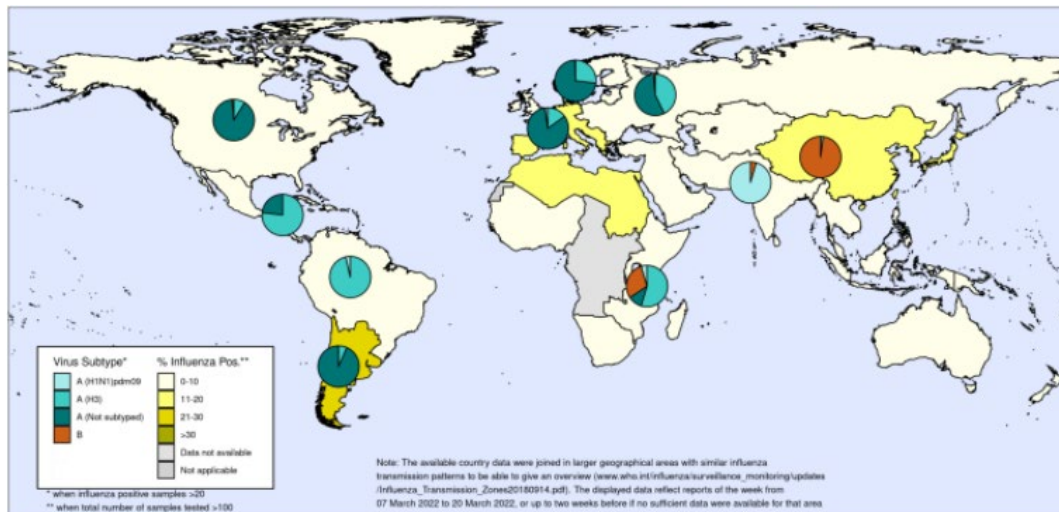 Virus Subtype*
A (H1N1)pdm09
A (H3)
A (Not subtyped)
B
% Influenza Pos.**
0-10
11-20
21-30
>30
Data not available
Not applicable
* when influenza positive samples >20
** when total number of samples tested >100
Note: The available country data were joined in larger geographical areas with similar influenza
transmission patterns to be able to give an overview (www.who.int/influenza/surveillance_monitoring/updates
/Influenza_Transmission_Zones20180914.pdf). The displayed data reflect reports of the week from
07 March 2022 to 20 March 2022, or up to two weeks before if no sufficient data were available for that area